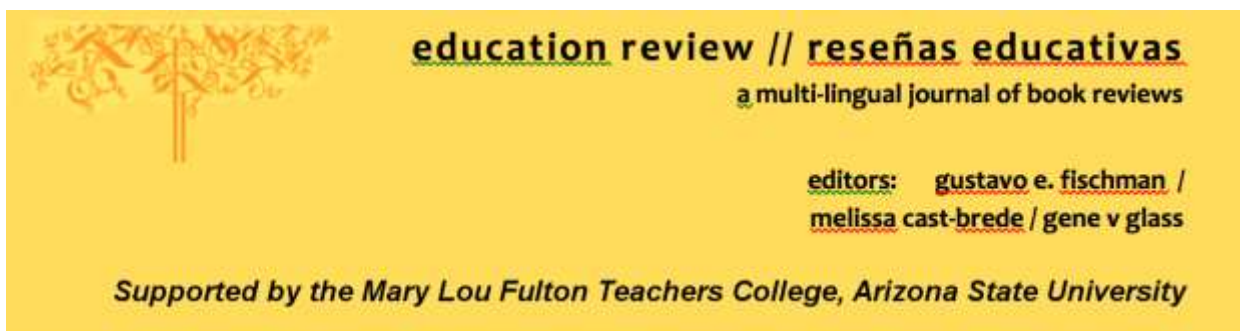 education review // reseñas educativas
a multi-lingual journal of book reviews
editors: gustavo e. fischman /
melissa cast-brede / gene v glass
Supported by the Mary Lou Fulton Teachers College, Arizona State University